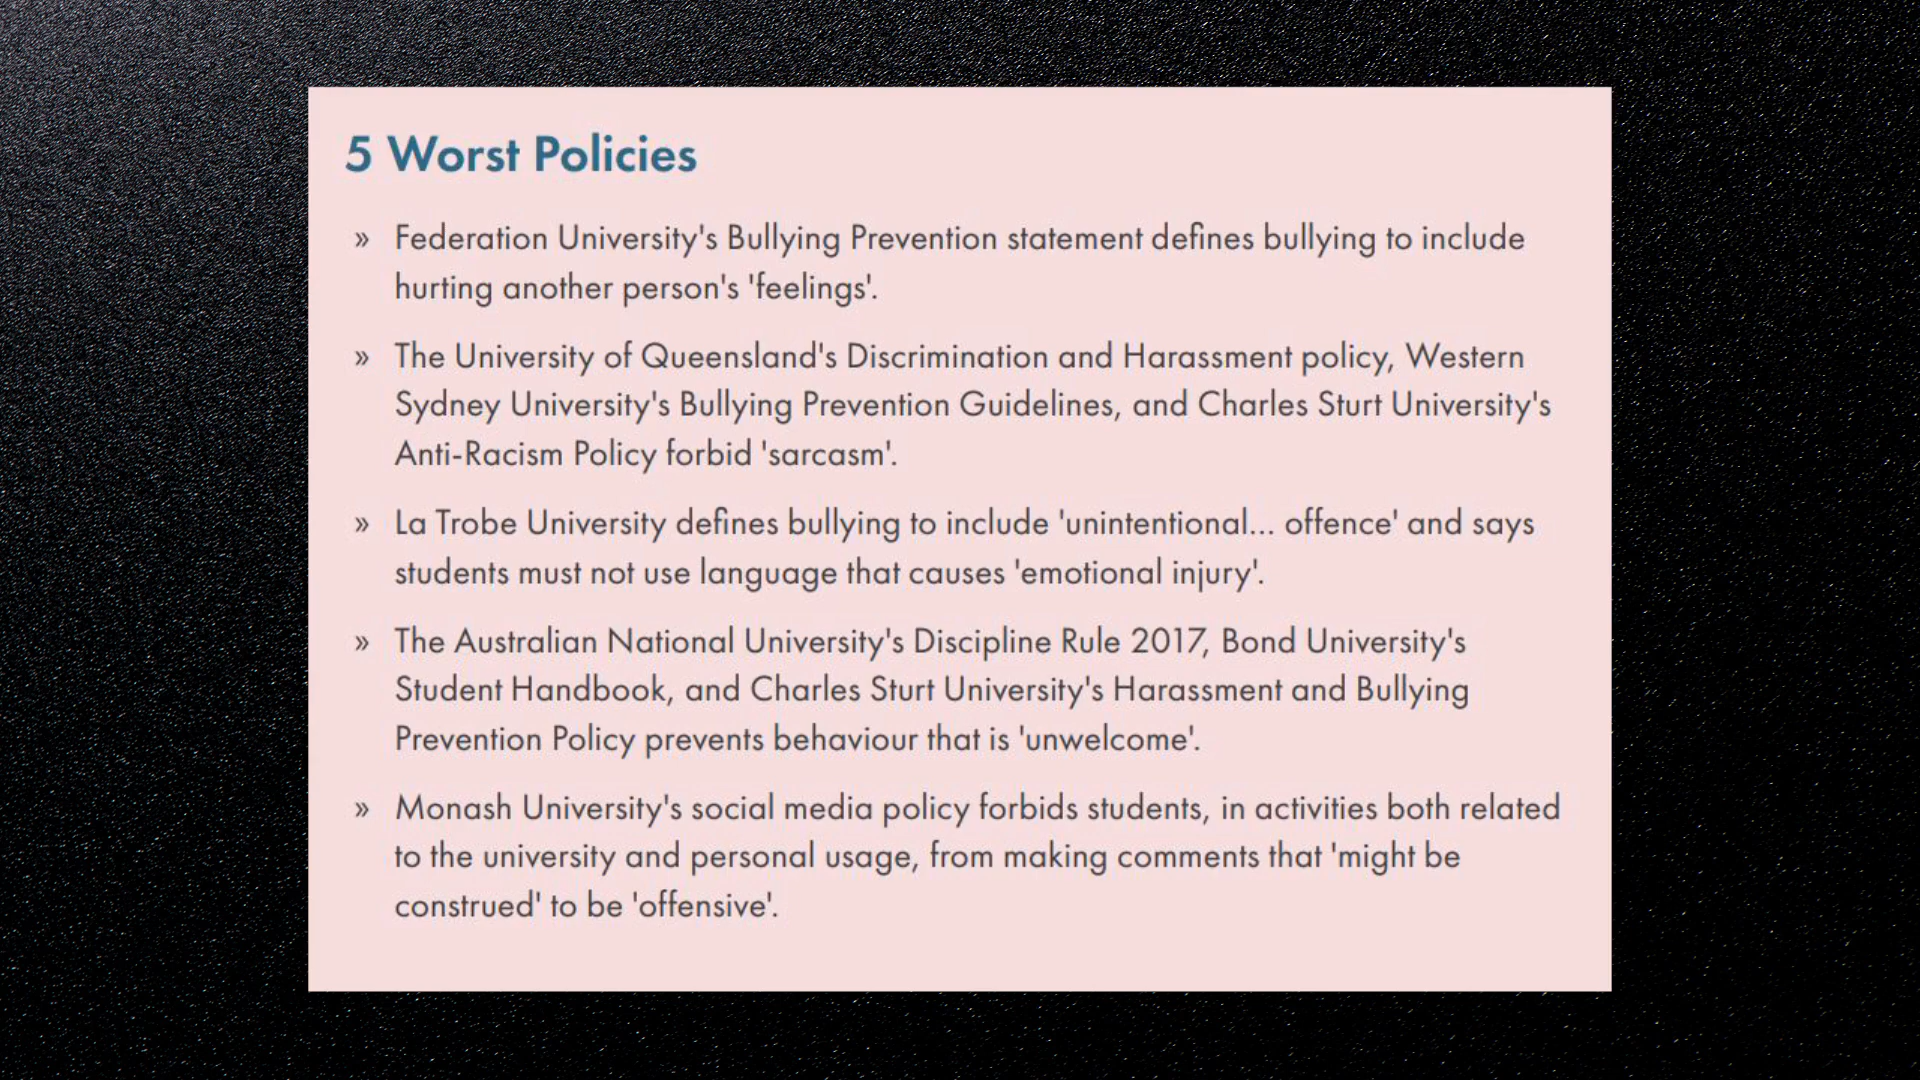 5 Worst Policies
» Federation University's Bullying Prevention statement defines bullying to include
hurting another person's 'feelings'.
» The University of Queensland's Discrimination and Harassment policy, Western
Sydney University's Bullying Prevention Guidelines, and Charles Sturt University's
Anti-Racism Policy forbid 'sarcasm'.
» La Trobe University defines bullying to include 'unintentional... offence' and says
students must not use language that causes 'emotional injury'.
» The Australian National University's Discipline Rule 2017, Bond University's
Student Handbook, and Charles Sturt University's Harassment and Bullying
Prevention Policy prevents behaviour that is 'unwelcome'.
» Monash University's social media policy forbids students, in activities both related
to the university and personal usage, from making comments that 'might be
construed' to be 'offensive'.